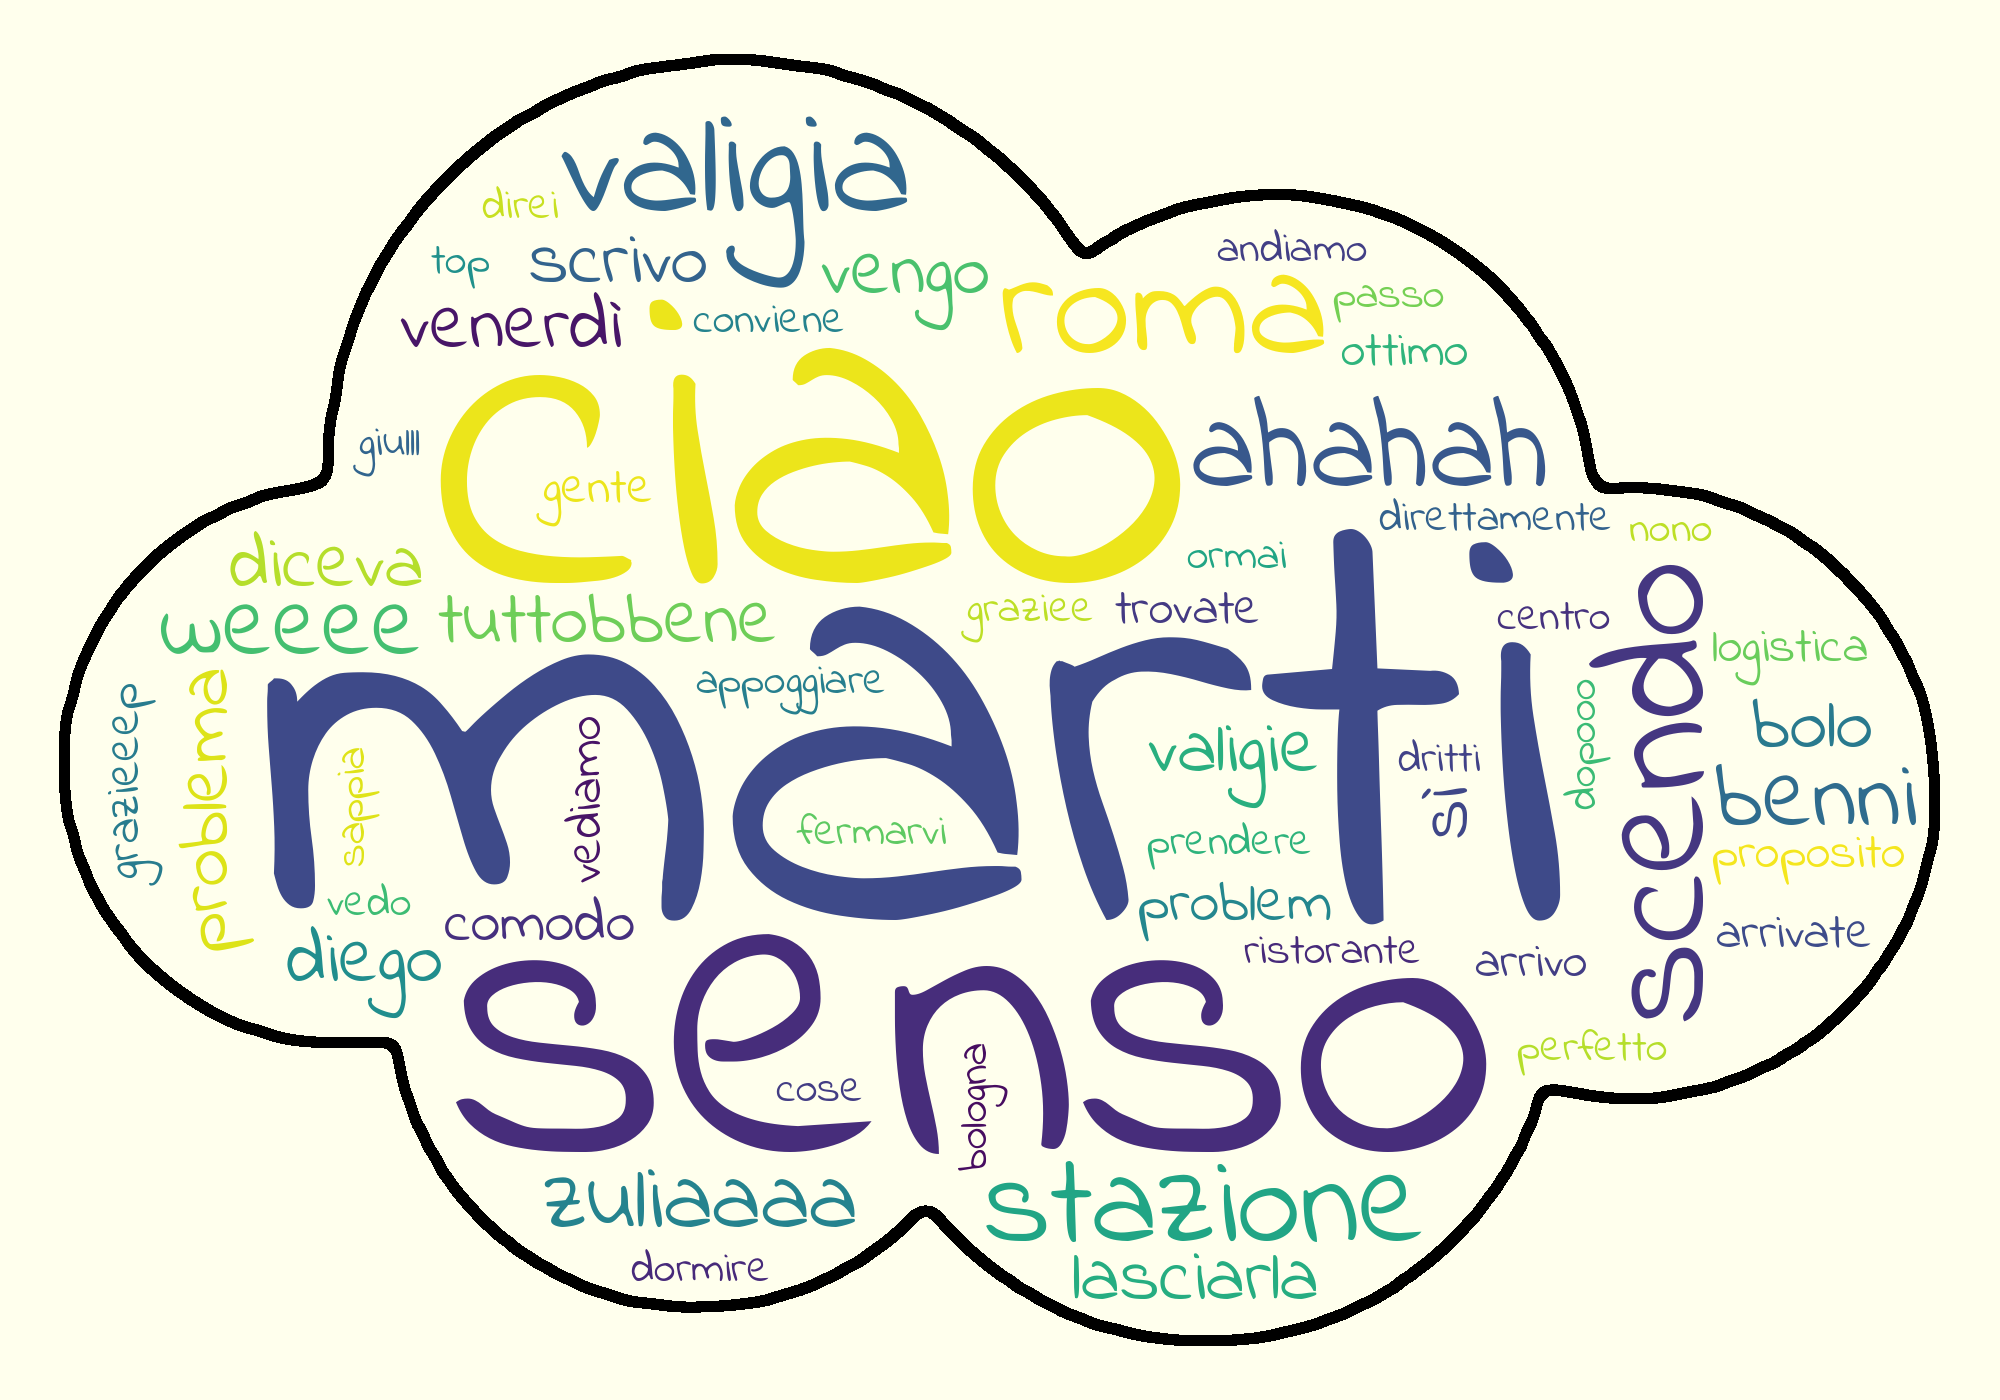 valigia
direi
top
scrivo
vengo
andiamo
venerdì
conviene
roma
passo
ottimo
ciao
giulll
gente
ahahah
direttamente
nono
diceva
ormai
weeee
tuttobbene
graziee
trovate
centro
scendo
logistica
marti
appoggiare
grazieeep
problema
sappia
vediamo
valigie
dritti
sì
dopooo
bolo
benni
fermarvi
prendere
proposito
vedo
comodo
problem
arrivate
diego
ristorante
arrivo
senso
cose
bologna
perfetto
zuliaaaa
stazione
dormire
lasciarla